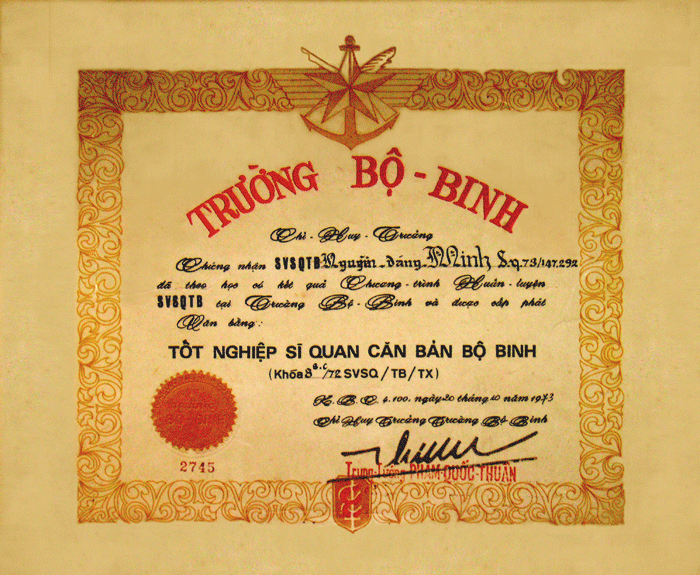 TRƯỜNG BỘ-BINH
Chỉ-Huy-Trưởng
Chứng nhận SVSQTB Nguyễn-đăng Minh S.q.73/147.292
đã theo học có kết quả Chương-trình Huấn-luyện
SVSQTB tại Trường Bộ-Binh và được cấp phát
Văn bằng:
TỐT NGHIỆP SĨ QUAN CĂN BẢN BỘ BINH
(Khóa 8 B.C/72 SVSQ/TB/TX)
K.B.C. 4.100, ngày 20 tháng 10 năm 1973
Chỉ Huy Trưởng Trường Bộ Binh
Trung-Tướng PHẠM-QUỐC-THUẦN
2745